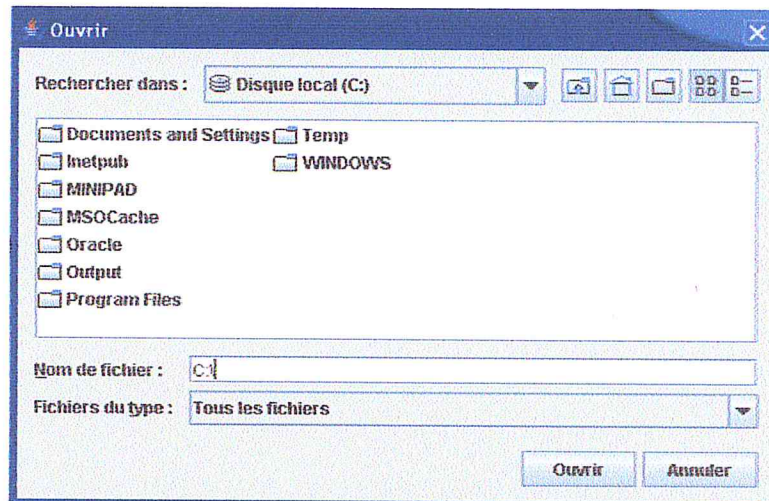 Ouvrir
Rechercher dans : Disque local (C:)
Documents and Settings Temp
Inetpub WINDOWS
MINIPAD
MSOCache
Oracle
Output
Program Files
Nom de fichier : C:\
Fichiers du type : Tous les fichiers
Ouvrir Annuler